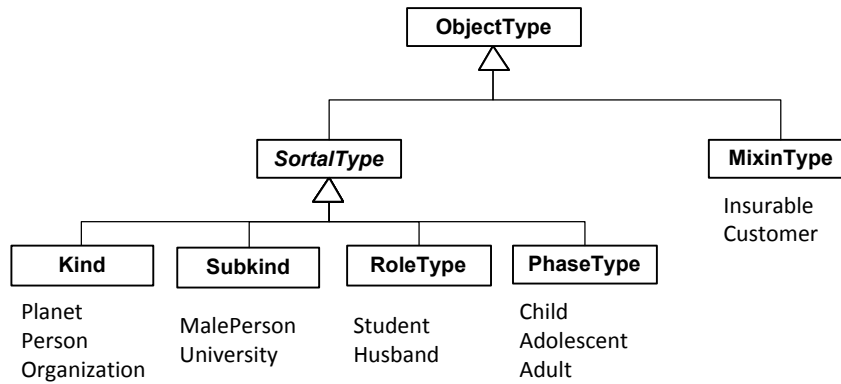 ObjectType
SortalType
MixinType
Insurable
Customer
Kind
Subkind
RoleType
PhaseType
Planet
Person
Organization
MalePerson
University
Student
Husband
Child
Adolescent
Adult